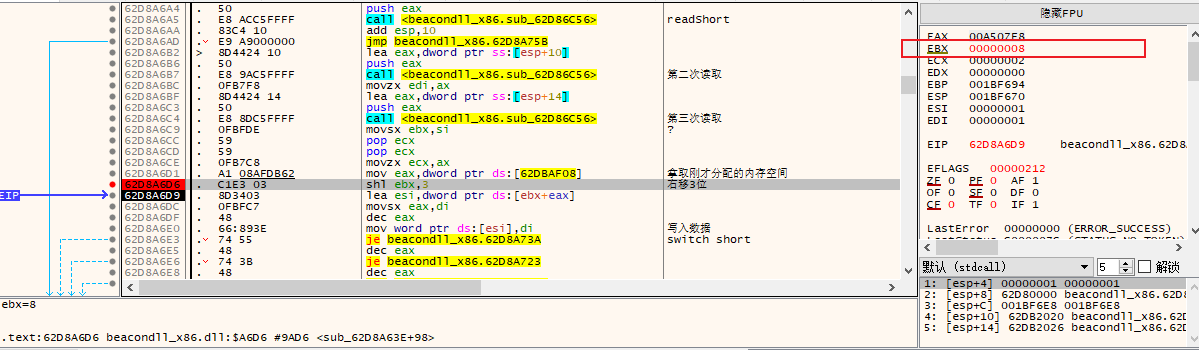 62D8A6A4 . 50 push eax
62D8A6A5 . E8 ACC5FFFF call <beacondll_x86.sub_62D86C56> readShort
62D8A6AA . 83C4 10 add esp,10
62D8A6AD .˅ E9 A9000000 jmp beacondll_x86.62D8A75B
62D8A6B2 > 8D4424 10 lea eax,dword ptr ss:[esp+10]
62D8A6B6 . 50 push eax
62D8A6B7 . E8 9AC5FFFF call <beacondll_x86.sub_62D86C56> 第二次读取
62D8A6BC . 0FB7F8 movzx edi,ax
62D8A6BF . 8D4424 14 lea eax,dword ptr ss:[esp+14]
62D8A6C3 . 50 push eax
62D8A6C4 . E8 8DC5FFFF call <beacondll_x86.sub_62D86C56> 第三次读取
62D8A6C9 . 0FBFDE movsx ebx,si ?
62D8A6CC . 59 pop ecx
62D8A6CD . 59 pop ecx
62D8A6CE . 0FB7C8 movzx ecx,ax
62D8A6D1 . A1 08AFDB62 mov eax,dword ptr ds:[62DBAF08] 拿取刚才分配的内存空间
62D8A6D6 . C1E3 03 shl ebx,3 右移3位
EIP 62D8A6D9 . 8D3403 lea esi,dword ptr ds:[ebx+eax]
62D8A6DC . 0FBFC7 movsx eax,di
62D8A6DF . 48 dec eax
62D8A6E0 . 66:893E mov word ptr ds:[esi],di 写入数据
62D8A6E3 .˅ 74 55 je beacondll_x86.62D8A73A switch short
62D8A6E5 . 48 dec eax
62D8A6E6 .˅ 74 3B je beacondll_x86.62D8A723
62D8A6E8 . 48 dec eax
ebx=8
.text:62D8A6D6 beacondll_x86.dll:$A6D6 #9AD6 <sub_62D8A63E+98>
隐藏FPU
EAX 00A507E8
EBX 00000008
ECX 00000002
EDX 00000000
EBP 001BF694
ESP 001BF670
ESI 00000001
EDI 00000001
EIP 62D8A6D9 beacondll_x86.62D8A
EFLAGS 00000212
ZF 0 PF 0 AF 1
OF 0 SF 0 DF 0
CF 0 TF 0 IF 1
LastError 00000000 (ERROR_SUCCESS)
默认 (stdcall) 5 解锁
1: [esp+4] 00000001 00000001
2: [esp+8] 62D80000 beacondll_x86.62D8
3: [esp+C] 001BF6E8 001BF6E8
4: [esp+10] 62DB2020 beacondll_x86.62D
5: [esp+14] 62DB2026 beacondll_x86.62D